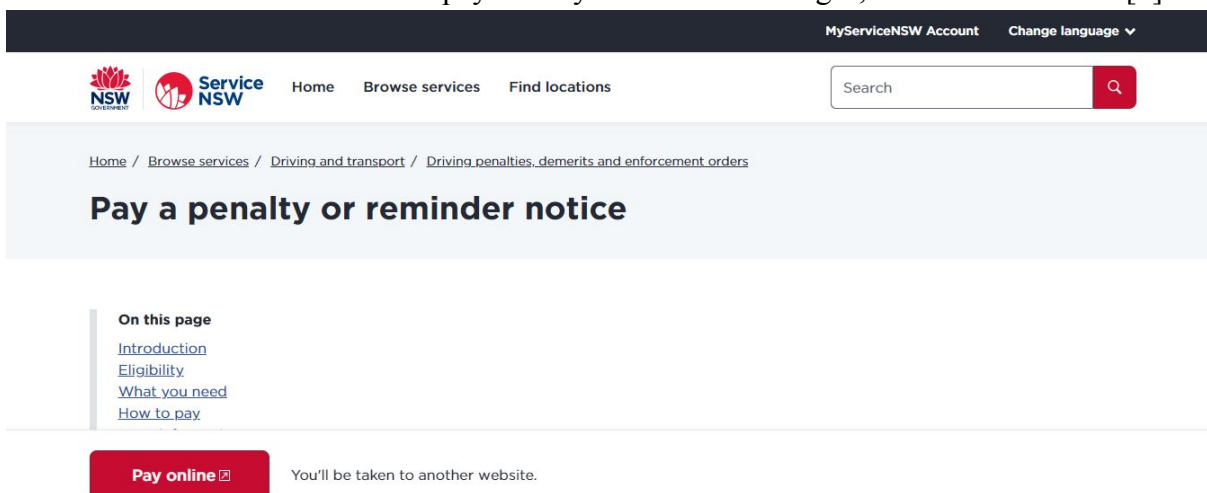 MyServiceNSW Account Change language
NSW GOVERNMENT Service NSW Home Browse services Find locations Search
Home / Browse services / Driving and transport / Driving penalties, demerits and enforcement orders
Pay a penalty or reminder notice
On this page
Introduction
Eligibility
What you need
How to pay
Pay online You'll be taken to another website.